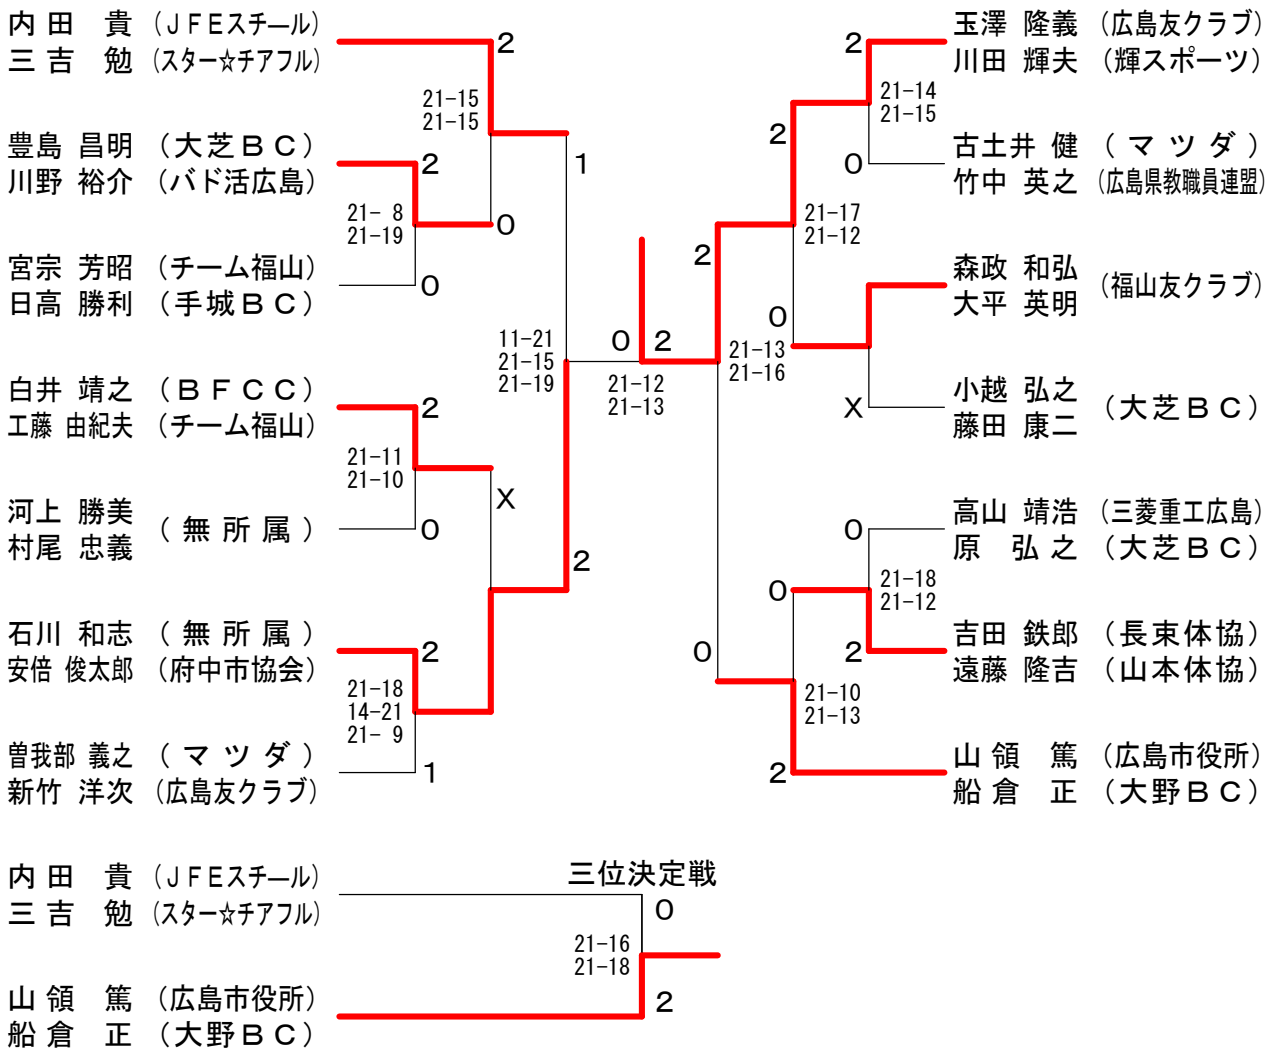 内田 貴 (JFEスチール)
三吉 勉 (スター☆チアフル)
2
21-15
21-15
豊島 昌明 (大芝BC)
川野 裕介 (バド活広島)
2
1
21- 8
21-19
0
宮宗 芳昭 (チーム福山)
日高 勝利 (手城BC)
0
11-21
21-15
21-19
白井 靖之 (BFCC)
工藤 由紀夫 (チーム福山)
2
21-11
21-10
X
河上 勝美
村尾 忠義
(無所属)
0
2
石川 和志 (無所属)
安倍 俊太郎 (府中市協会)
2
21-18
14-21
21- 9
曽我部 義之 (マツダ)
新竹 洋次 (広島友クラブ)
1
0
2
21-12
21-13
玉澤 隆義 (広島友クラブ)
川田 輝夫 (輝スポーツ)
2
21-14
21-15
2
古土井 健 (マツダ)
竹中 英之 (広島県教職員連盟)
0
21-17
21-12
2
森政 和弘
大平 英明
(福山友クラブ)
0
21-13
21-16
小越 弘之
藤田 康二
(大芝BC)
X
高山 靖浩 (三菱重工広島)
原 弘之 (大芝BC)
0
21-18
21-12
0
吉田 鉄郎 (長束体協)
遠藤 隆吉 (山本体協)
2
0
21-10
21-13
山領 篤 (広島市役所)
船倉 正 (大野BC)
2
三位決定戦
内田 貴 (JFEスチール)
三吉 勉 (スター☆チアフル)
0
21-16
21-18
山領 篤 (広島市役所)
船倉 正 (大野BC)
2